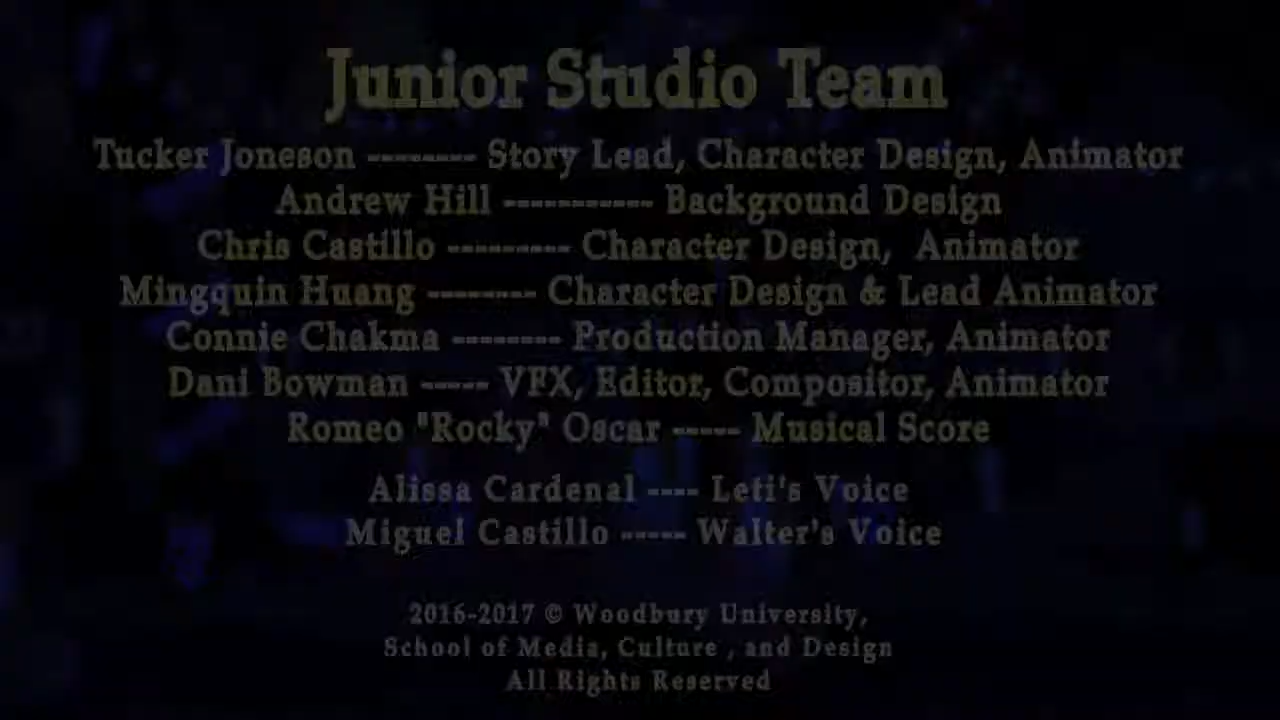 Junior Studio Team
Tucker Joneson -------- Story Lead, Character Design, Animator
Andrew Hill ----------- Background Design
Chris Castillo --------- Character Design,  Animator
Mingquin Huang -------- Character Design & Lead Animator
Connie Chakma -------- Production Manager, Animator
Dani Bowman ----- VFX, Editor, Compositor, Animator
Romeo "Rocky" Oscar ----- Musical Score
Alissa Cardenal ---- Leti's Voice
Miguel Castillo ----- Walter's Voice
2016-2017 © Woodbury University,
School of Media, Culture , and Design
All Rights Reserved